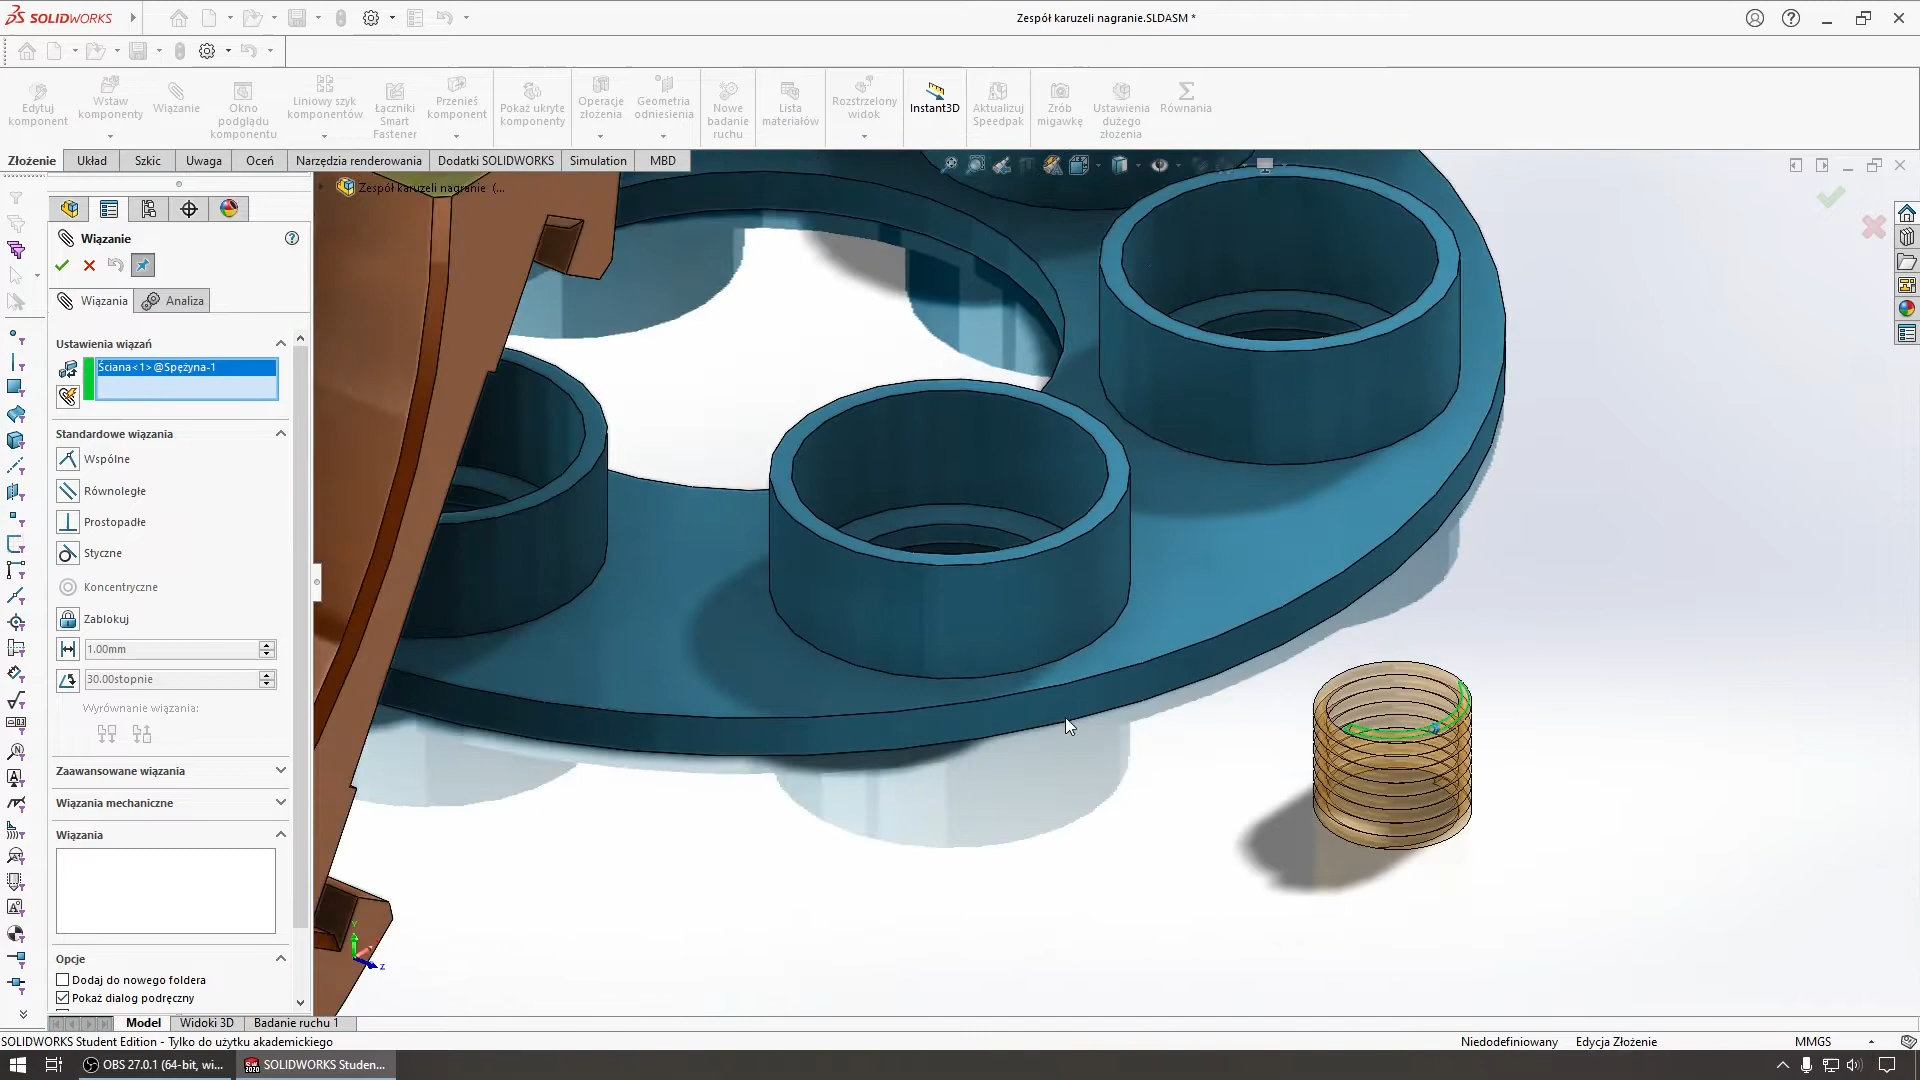 SOLIDWORKS
Zespół karuzeli nagranie.SLDASM *
Edytuj komponent
Wstaw komponenty
Wiązanie
Okno podglądu komponentu
Liniowy szyk komponentów
Łączniki Smart Fastener
Przenieś komponent
Pokaż ukryte komponenty
Operacje złożenia
Geometria odniesienia
Nowe badanie ruchu
Lista materiałów
Rozstrzelony widok
Instant3D
Aktualizuj Speedpak
Zrób migawkę
Ustawienia dużego złożenia
Równania
Złożenie
Układ
Szkic
Uwaga
Oceń
Narzędzia renderowania
Dodatki SOLIDWORKS
Simulation
MBD
Zespół karuzeli nagranie (...
Wiązanie
Wiązania
Analiza
Ustawienia wiązań
Ściana<1>@Spężyna-1
Standardowe wiązania
Wspólne
Równoległe
Prostopadłe
Styczne
Koncentryczne
Zablokuj
1.00mm
30.00stopnie
Wyrównanie wiązania:
Zaawansowane wiązania
Wiązania mechaniczne
Wiązania
Opcje
Dodaj do nowego foldera
Pokaż dialog podręczny
Y
Z
Model
Widoki 3D
Badanie ruchu 1
SOLIDWORKS Student Edition - Tylko do użytku akademickiego
Niedodefiniowany
Edycja Złożenie
MMGS
OBS 27.0.1 (64-bit, wi...
SOLIDWORKS Studen...